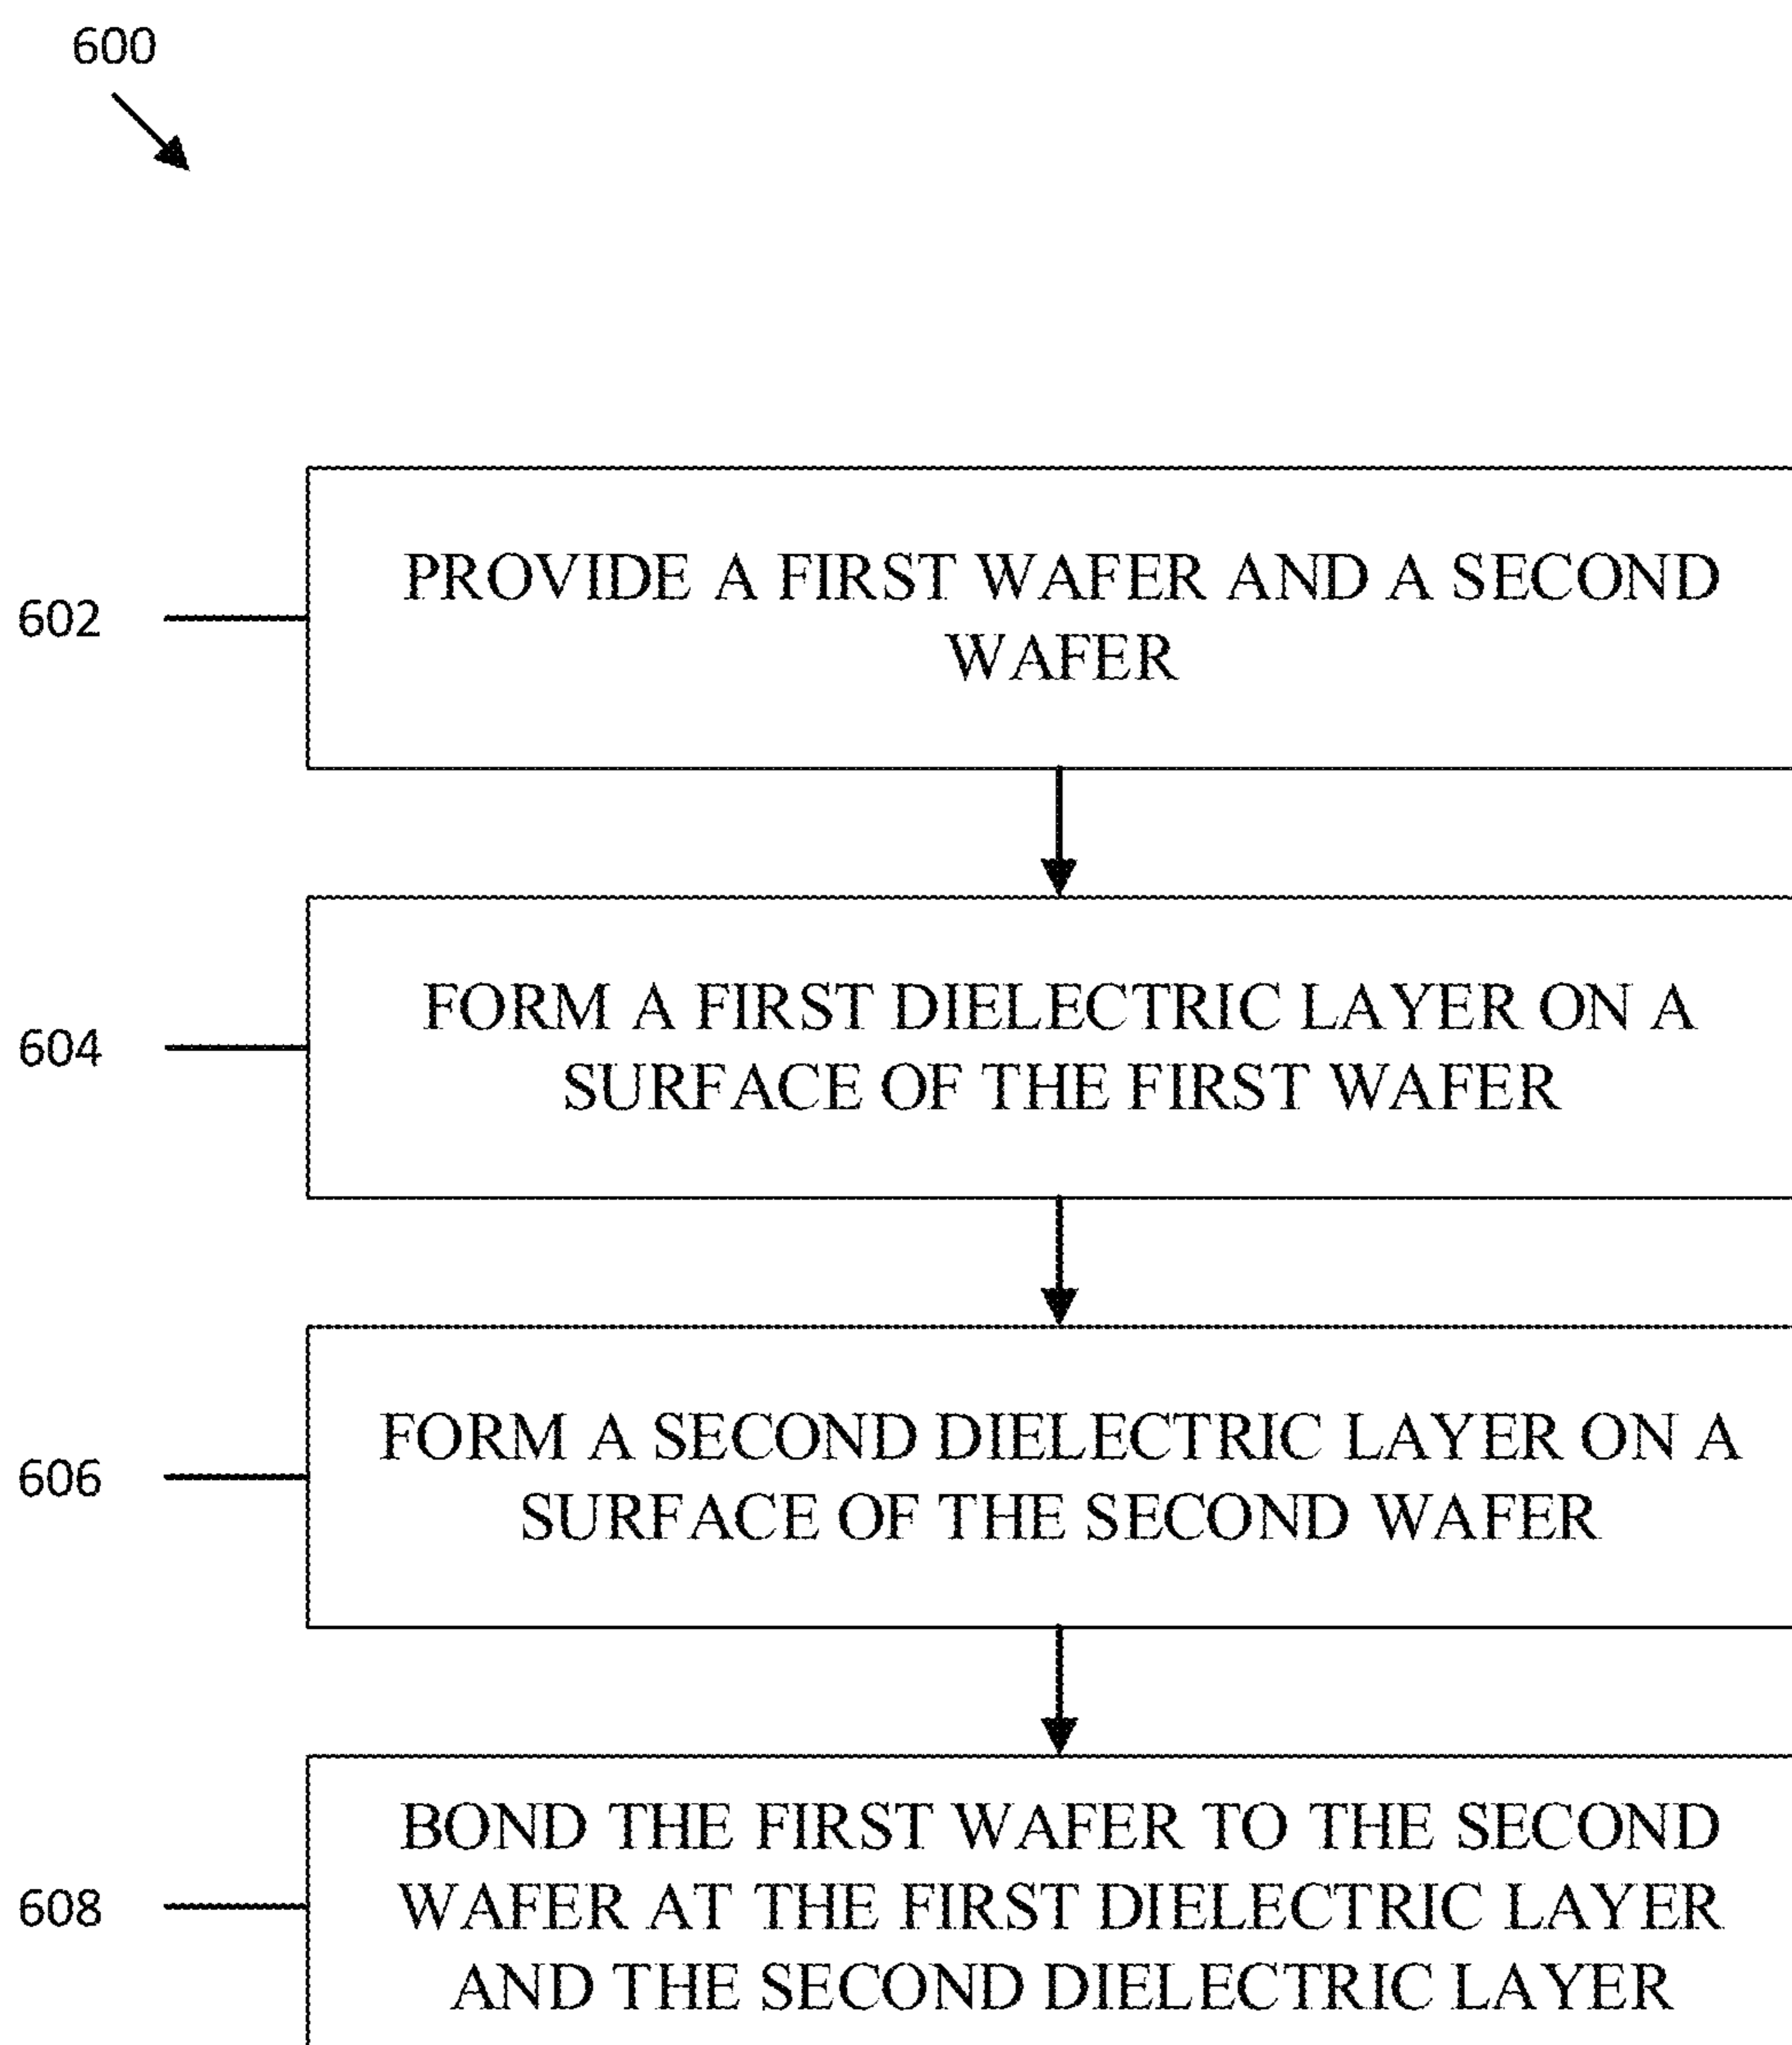 600
602
PROVIDE A FIRST WAFER AND A SECOND
WAFER
604
FORM A FIRST DIELECTRIC LAYER ON A
SURFACE OF THE FIRST WAFER
606
FORM A SECOND DIELECTRIC LAYER ON A
SURFACE OF THE SECOND WAFER
608
BOND THE FIRST WAFER TO THE SECOND
WAFER AT THE FIRST DIELECTRIC LAYER
AND THE SECOND DIELECTRIC LAYER